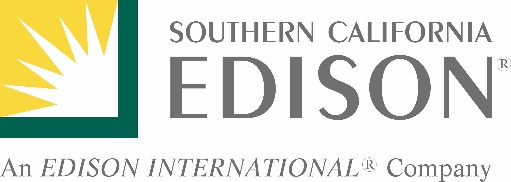 SOUTHERN CALIFORNIA
EDISON®
An EDISON INTERNATIONAL® Company